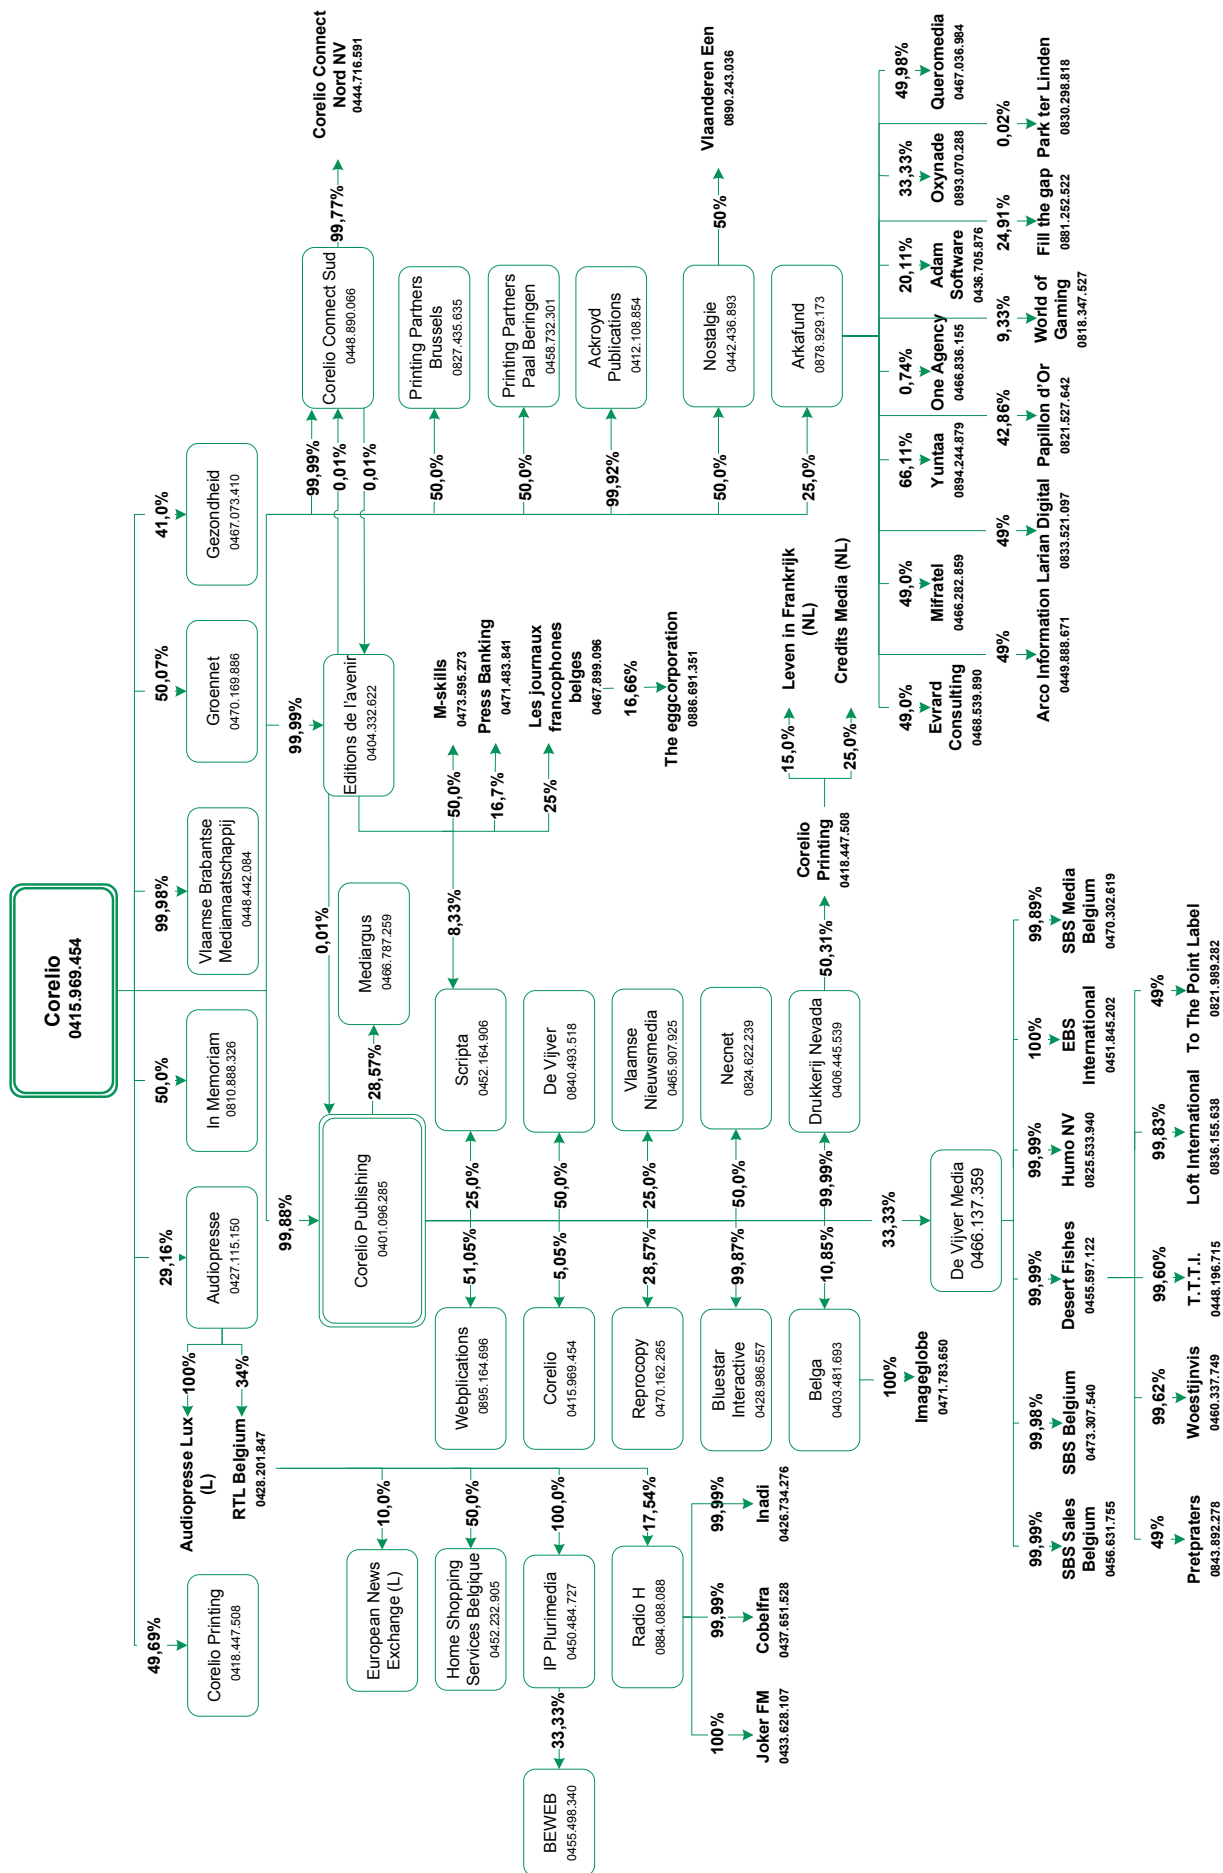 Corelio
0415.969.454
49,69%
Corelio Printing
0418.447.508
29,16%
Audiopresse
0427.115.150
50,0%
In Memoriam
0810.888.326
99,98%
Vlaamse Brabantse
Mediamaatschappij
0448.442.084
50,07%
Groennet
0470.169.886
41,0%
Gezondheid
0467.073.410
Audiopresse Lux
(L)
100%
RTL Belgium
0428.201.847
34%
10,0%
European News
Exchange (L)
50,0%
Home Shopping
Services Belgique
0452.232.905
100,0%
IP Plurimedia
0450.484.727
33,33%
BEWEB
0455.498.340
17,54%
Radio H
0884.088.088
100%
Joker FM
0433.628.107
99,99%
Cobelfra
0437.651.528
99,99%
Inadi
0426.734.276
99,88%
Corelio Publishing
0401.096.285
0,01%
28,57%
Mediargus
0466.787.259
51,05%
Webplications
0895.164.696
25,0%
Scripta
0452.164.906
8,33%
5,05%
Corelio
0415.969.454
50,0%
De Vijver
0840.493.518
28,57%
Reprocopy
0470.162.265
25,0%
Vlaamse
Nieuwsmedia
0465.907.925
99,87%
Bluestar
Interactive
0428.986.557
50,0%
Necnet
0824.622.239
10,85%
Belga
0403.481.693
100%
Imageglobe
0471.783.650
99,99%
Drukkerij Nevada
0406.445.539
50,31%
Corelio
Printing
0418.447.508
15,0%
Leven in Frankrijk
(NL)
25,0%
Credits Media (NL)
33,33%
De Vijver Media
0466.137.359
99,99%
SBS Sales
Belgium
0456.631.755
99,98%
SBS Belgium
0473.307.540
99,99%
Desert Fishes
0455.597.122
99,99%
Humo NV
0825.533.940
100%
EBS
International
0451.845.202
99,89%
SBS Media
Belgium
0470.302.619
49%
Pretpraters
0843.892.278
99,62%
Woestijnvis
0460.337.749
99,60%
T.T.T.I.
0448.196.715
99,83%
Loft International
0836.155.638
49%
To The Point Label
0821.989.282
99,99%
Editions de l'avenir
0404.332.622
50,0%
M-skills
0473.595.273
16,7%
Press Banking
0471.483.841
25%
Les journaux
francophones
belges
0467.899.096
16,66%
The eggcorporation
0886.691.351
99,99%
0,01%
0,01%
Corelio Connect Sud
0448.890.066
99,77%
Corelio Connect
Nord NV
0444.716.591
50,0%
Printing Partners
Brussels
0827.435.635
50,0%
Printing Partners
Paal Beringen
0458.732.301
99,92%
Ackroyd
Publications
0412.108.854
50,0%
Nostalgie
0442.436.893
50%
Vlaanderen Een
0890.243.036
25,0%
Arkafund
0878.929.173
49,0%
Evrard
Consulting
0468.539.890
49,0%
Mifratel
0466.282.859
66,11%
Yuntaa
0894.244.879
0,74%
One Agency
0466.836.155
20,11%
Adam
Software
0436.705.876
33,33%
Oxynade
0893.070.288
49,98%
Queromedia
0467.036.984
49%
Arco Information
0449.888.671
49%
Larian Digital
0833.521.097
42,86%
Papillon d'Or
0821.527.642
9,33%
World of
Gaming
0818.347.527
24,91%
Fill the gap
0881.252.522
0,02%
Park ter Linden
0830.298.818